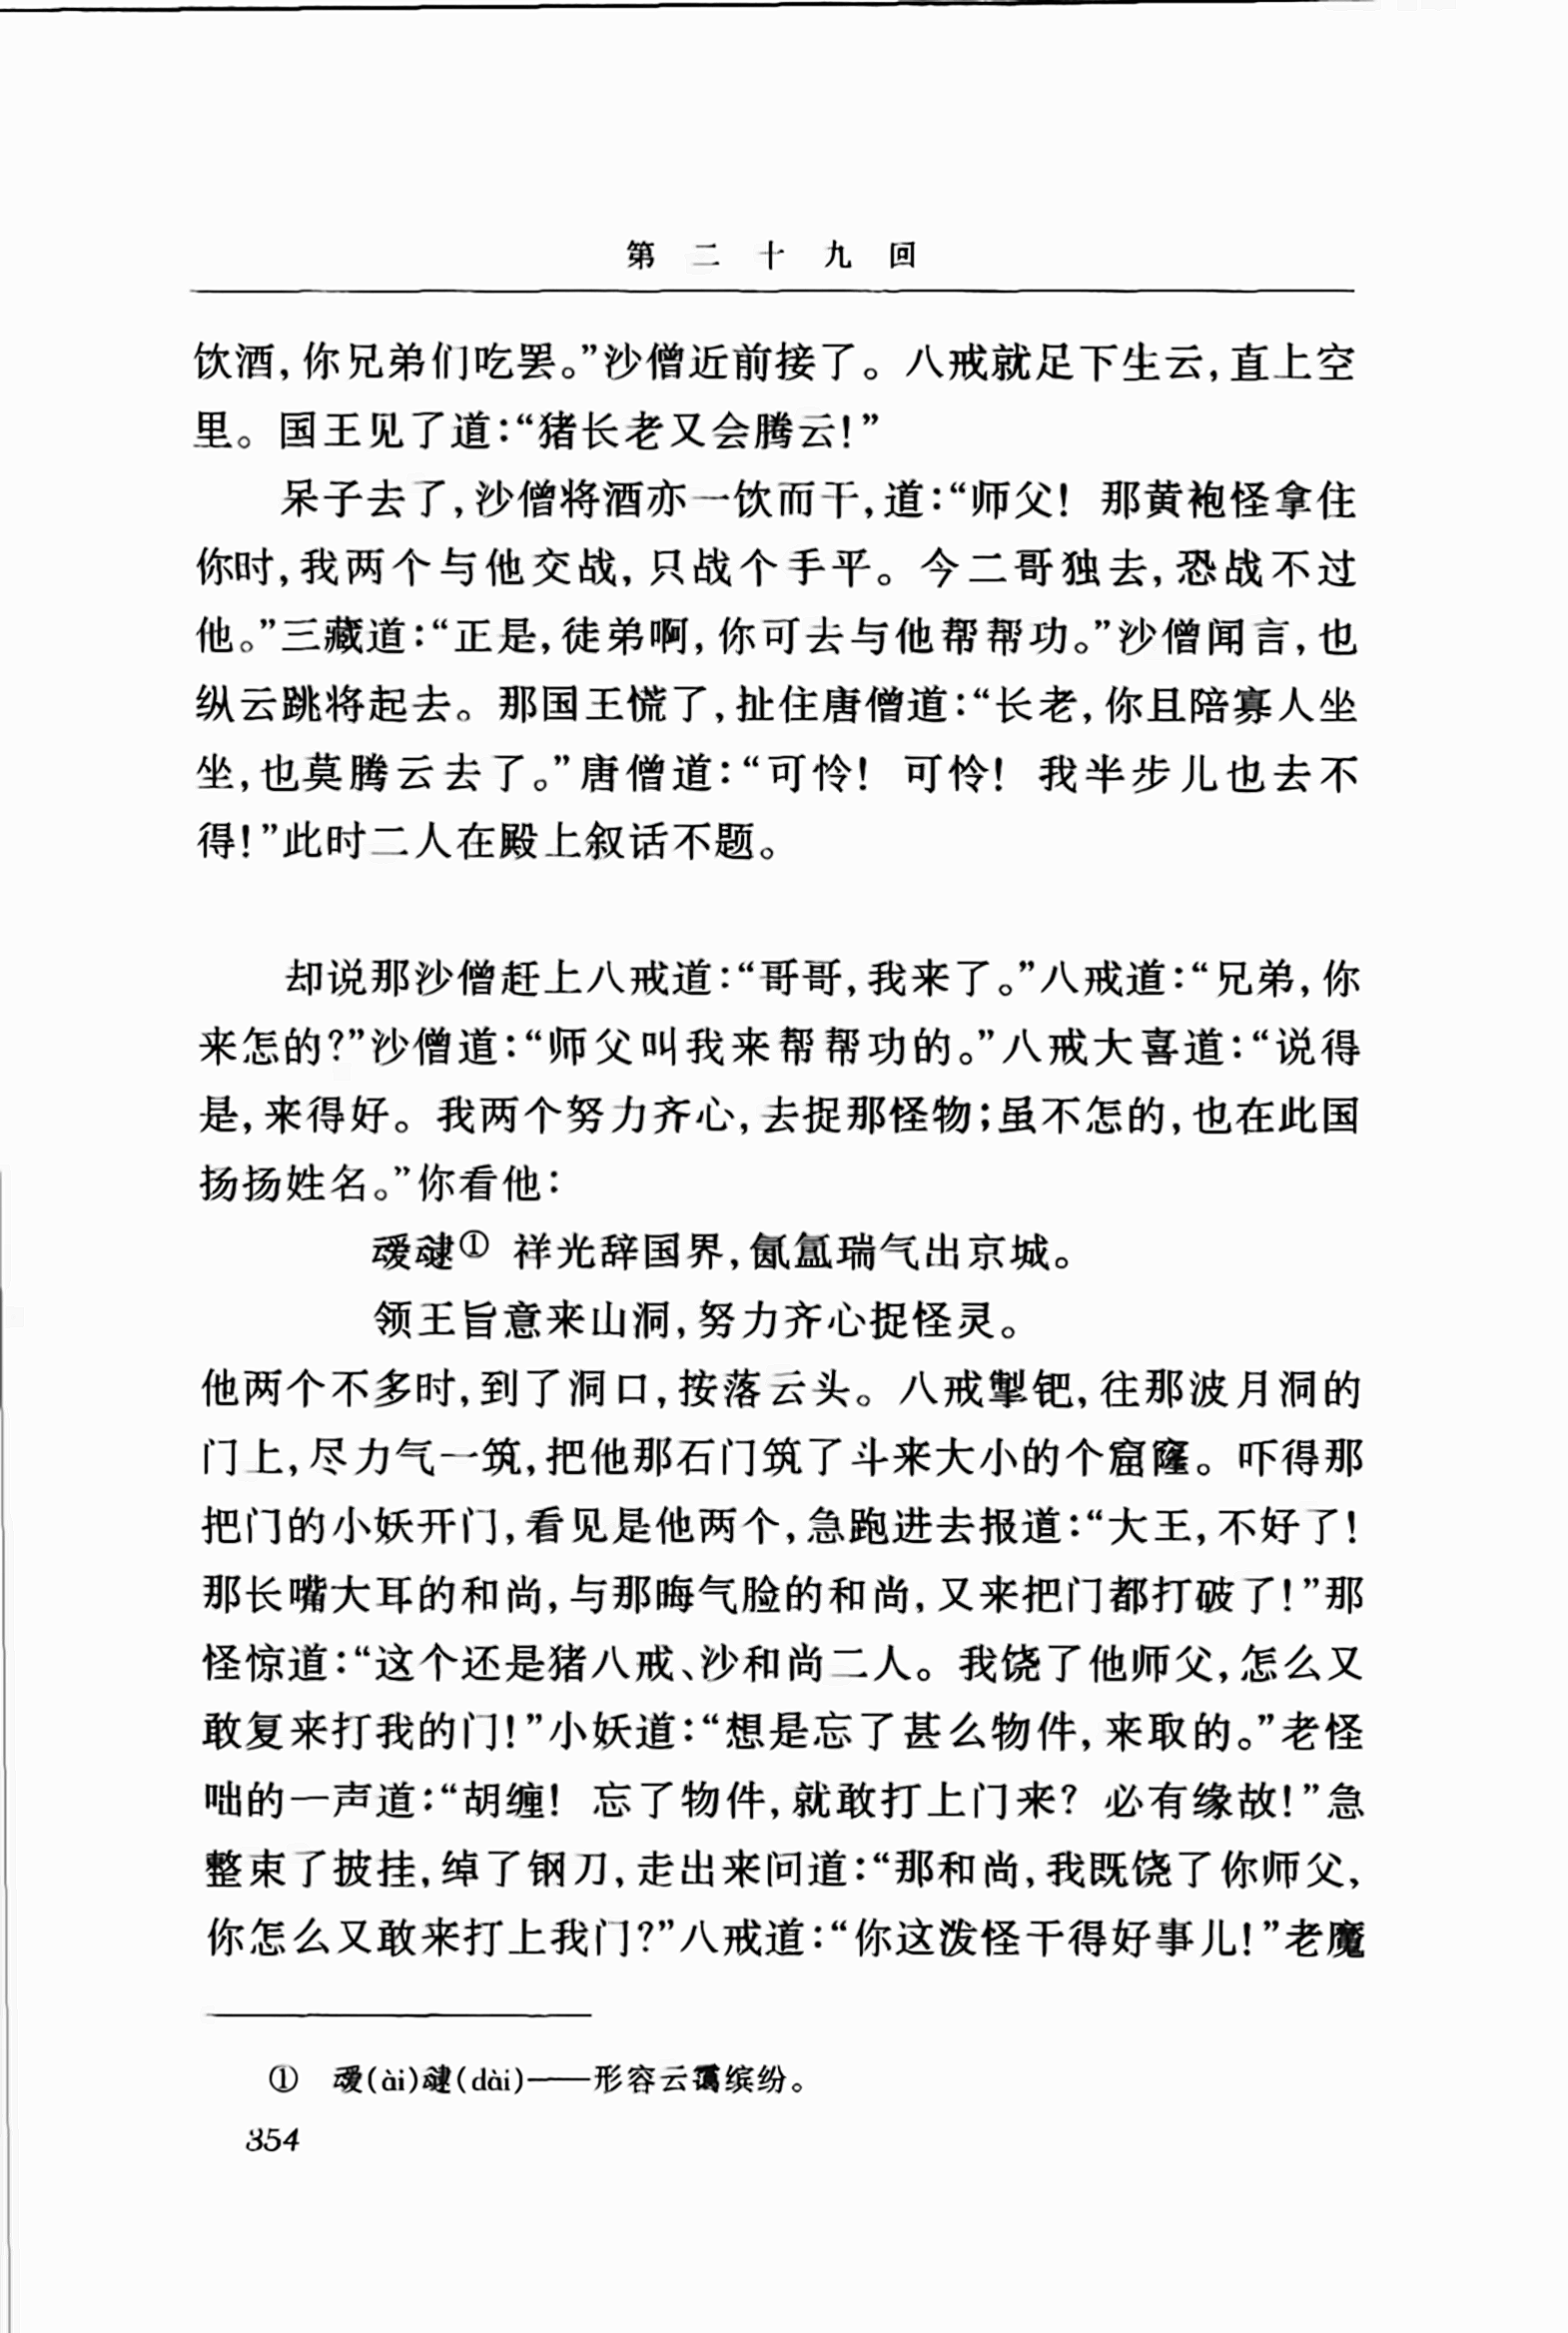 第二十九回
饮酒，你兄弟们吃罢。”沙僧近前接了。八戒就足下生云，直上空
里。国王见了道：“猪长老又会腾云！”
呆子去了，沙僧将酒亦一饮而干，道：“师父！那黄袍怪拿住
你时，我两个与他交战，只战个手平。今二哥独去，恐战不过
他。”三藏道：“正是，徒弟啊，你可去与他帮帮功。”沙僧闻言，也
纵云跳将起去。那国王慌了，扯住唐僧道：“长老，你且陪寡人坐
坐，也莫腾云去了。”唐僧道：“可怜！可怜！我半步儿也去不
得！”此时二人在殿上叙话不题。
却说那沙僧赶上八戒道：“哥哥，我来了。”八戒道：“兄弟，你
来怎的？”沙僧道：“师父叫我来帮帮功的。”八戒大喜道：“说得
是，来得好。我两个努力齐心，去捉那怪物；虽不怎的，也在此国
扬扬姓名。”你看他：
叆叇① 祥光辞国界，氤氲瑞气出京城。
领王旨意来山洞，努力齐心捉怪灵。
他两个不多时，到了洞口，按落云头。八戒掣钯，往那波月洞的
门上，尽力气一筑，把他那石门筑了斗来大小的个窟窿。吓得那
把门的小妖开门，看见是他两个，急跑进去报道：“大王，不好了！
那长嘴大耳的和尚，与那晦气脸的和尚，又来把门都打破了！”那
怪惊道：“这个还是猪八戒、沙和尚二人。我饶了他师父，怎么又
敢复来打我的门！”小妖道：“想是忘了甚么物件，来取的。”老怪
咄的一声道：“胡缠！忘了物件，就敢打上门来？必有缘故！”急
整束了披挂，绰了钢刀，走出来问道：“那和尚，我既饶了你师父，
你怎么又敢来打上我门？”八戒道：“你这泼怪干得好事儿！”老魔
① 叆(ài)叇(dài)——形容云霭缤纷。
354